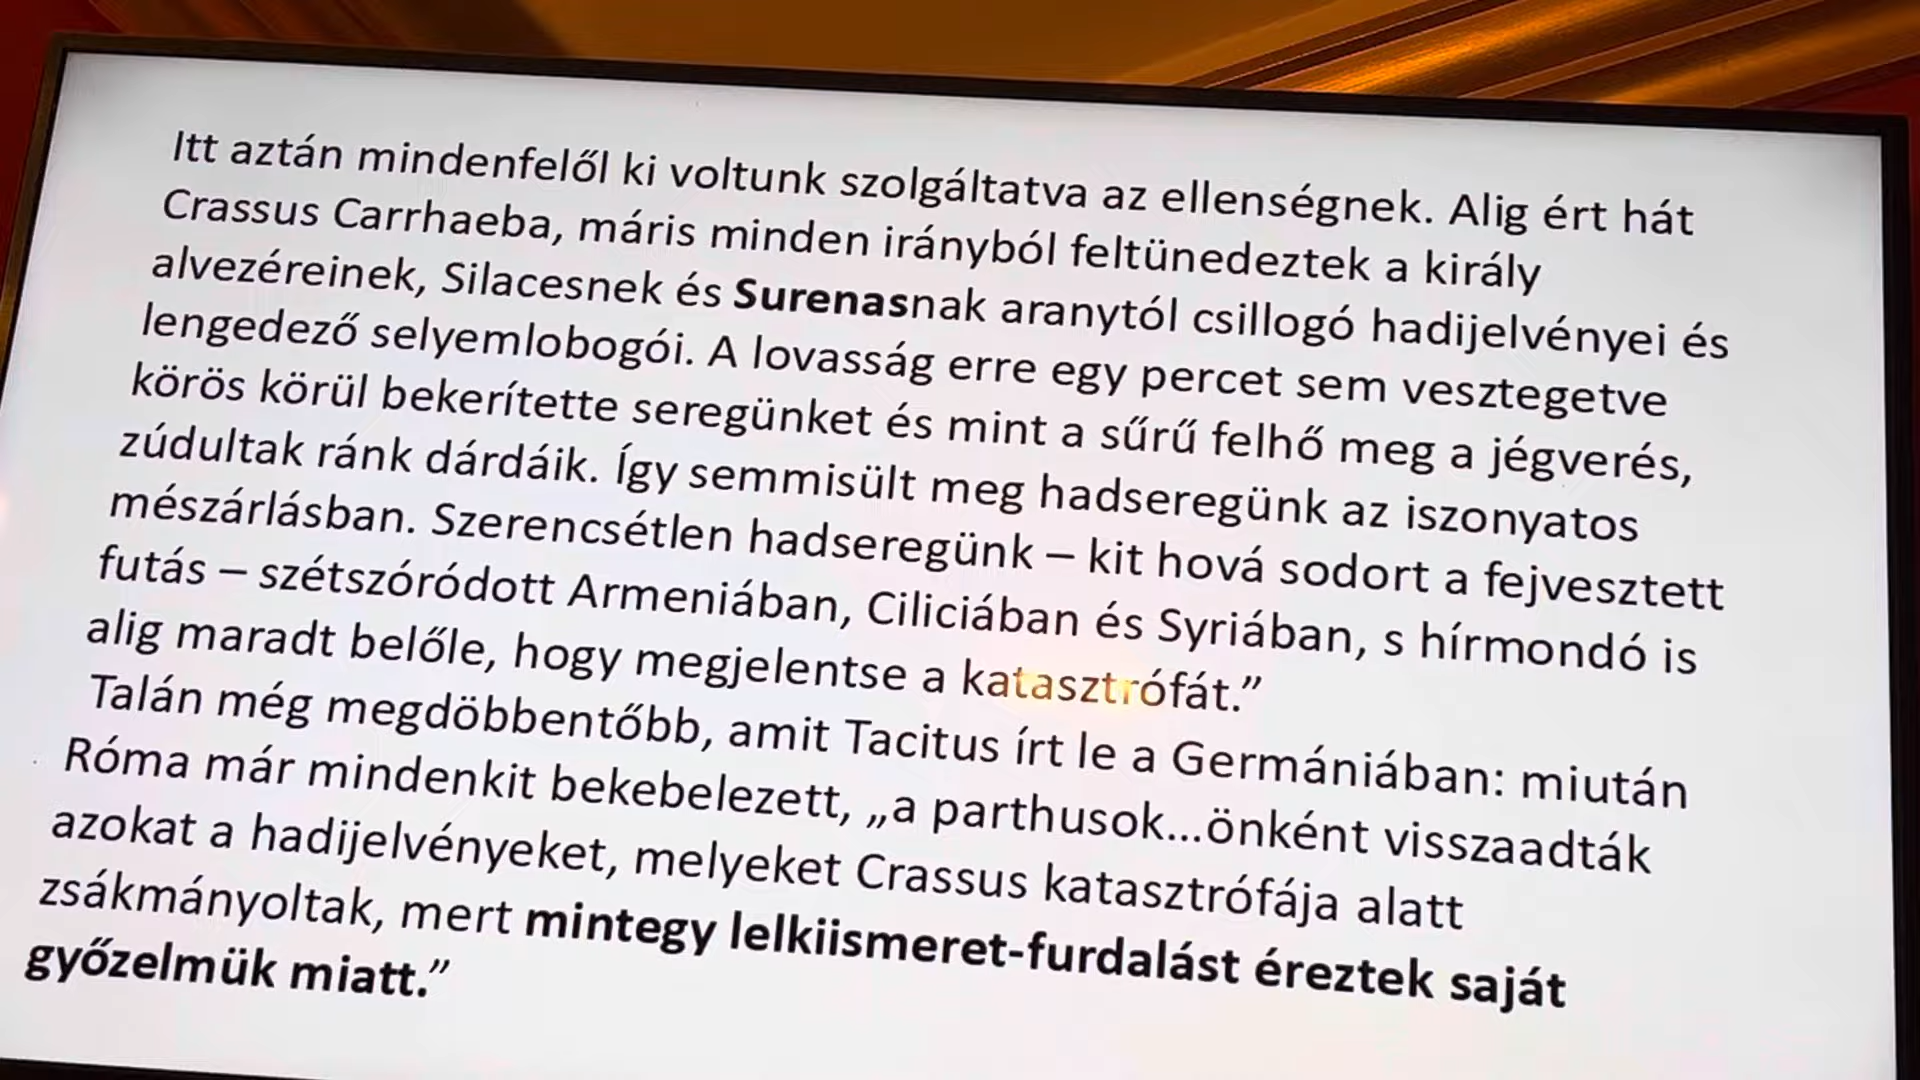 Itt aztán mindenfelől ki voltunk szolgáltatva az ellenségnek. Alig ért hát
Crassus Carrhaeba, máris minden irányból feltünedeztek a király
alvezéreinek, Silacesnek és Surenasnak aranytól csillogó hadijelvényei és
lengedező selyemlobogói. A lovasság erre egy percet sem vesztegetve
körös körül bekerítette seregünket és mint a sűrű felhő meg a jégverés,
zúdultak ránk dárdáik. Így semmisült meg hadseregünk az iszonyatos
mészárlásban. Szerencsétlen hadseregünk – kit hová sodort a fejvesztett
futás – szétszóródott Armeniában, Ciliciában és Syriában, s hírmondó is
alig maradt belőle, hogy megjelentse a katasztrófát.”
Talán még megdöbbentőbb, amit Tacitus írt le a Germániában: miután
Róma már mindenkit bekebelezett, „a parthusok...önként visszaadták
azokat a hadijelvényeket, melyeket Crassus katasztrófája alatt
zsákmányoltak, mert mintegy lelkiismeret-furdalást éreztek saját
győzelmük miatt.”